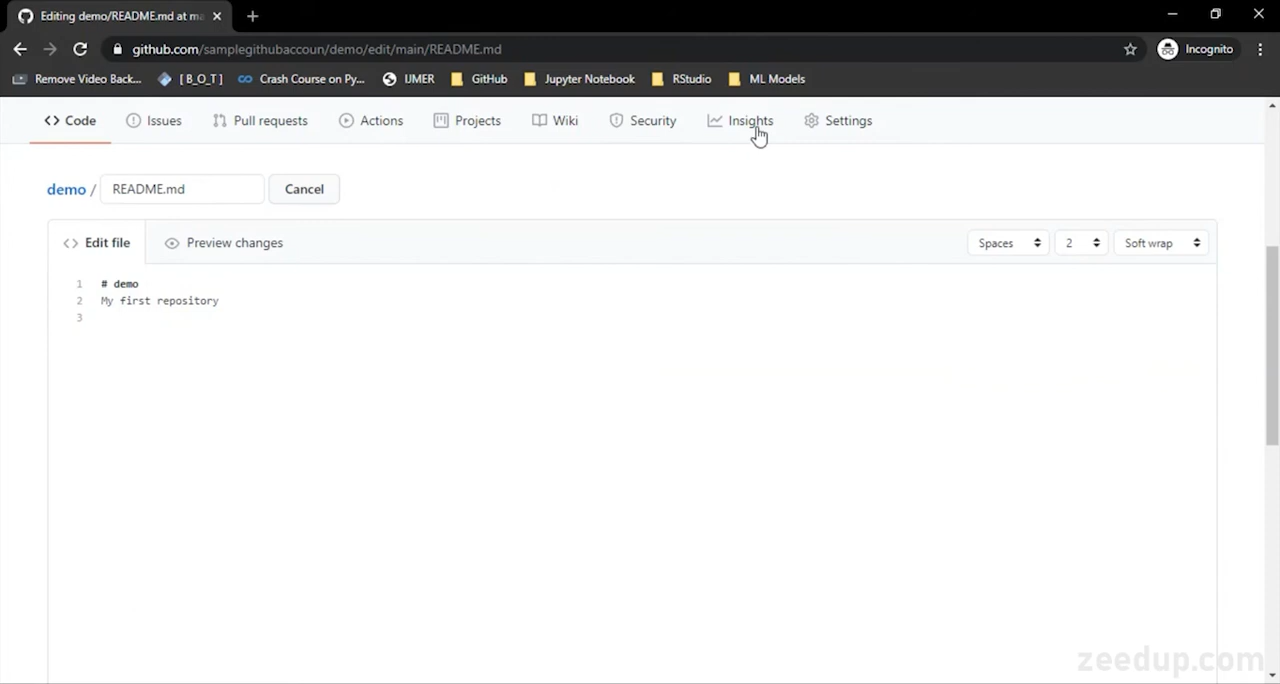 Editing demo/README.md at ma
github.com/samplegithubaccoun/demo/edit/main/README.md
Incognito
Remove Video Back... [ B_O_T ] Crash Course on Py... IJMER GitHub Jupyter Notebook RStudio ML Models
Code Issues Pull requests Actions Projects Wiki Security Insights Settings
demo / README.md Cancel
Edit file Preview changes Spaces 2 Soft wrap
1 # demo
2 My first repository
3
zeedup.com